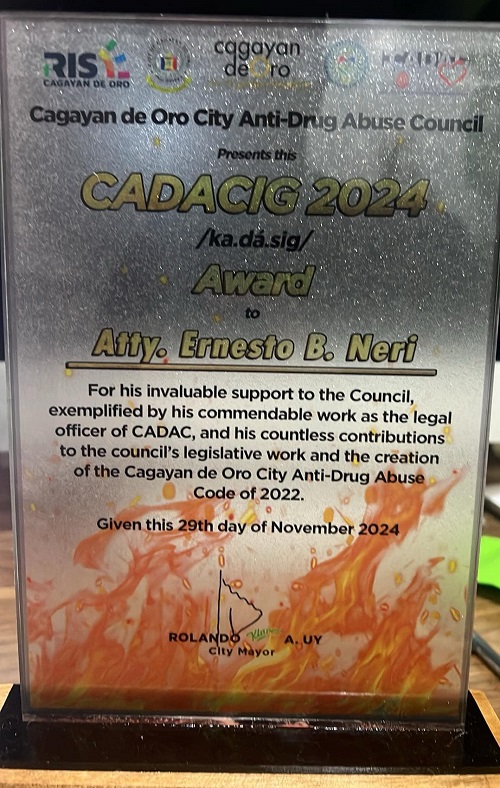 RISE
CAGAYAN DE ORO
cagayan
de Oro
Cagayan de Oro City Anti-Drug Abuse Council
Presents this
CADACIG 2024
/ka.dá.sig/
Award
to
Atty. Ernesto B. Neri
For his invaluable support to the Council,
exemplified by his commendable work as the legal
officer of CADAC, and his countless contributions
to the council's legislative work and the creation
of the Cagayan de Oro City Anti-Drug Abuse
Code of 2022.
Given this 29th day of November 2024
ROLANDO Klarex A. UY
City Mayor